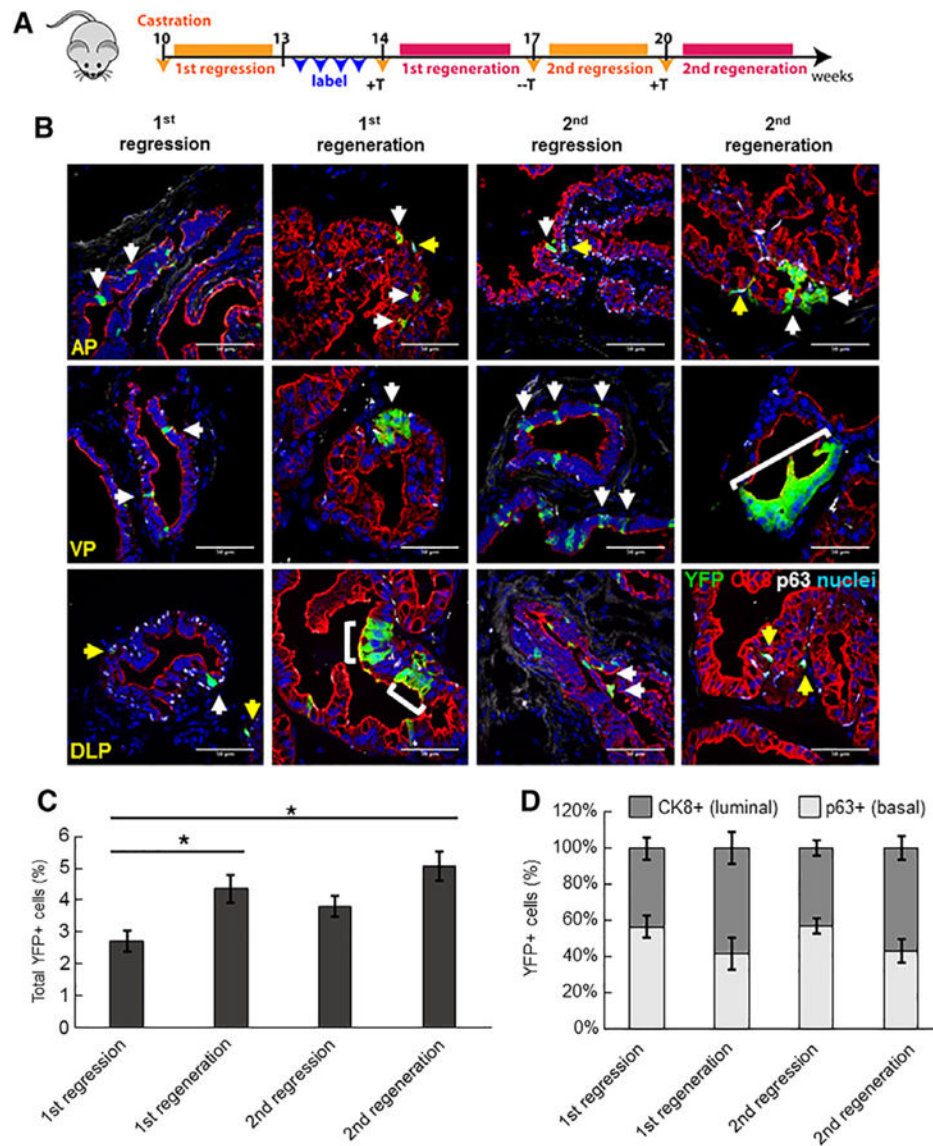 A
Castration
10 13 14 17 20
1st regression label 1st regeneration 2nd regression 2nd regeneration
+T --T +T weeks
B
1st regression
1st regeneration
2nd regression
2nd regeneration
AP
VP
YFP CK8 p63 nuclei
DLP
C
*
*
Total YFP+ cells (%)
6
5
4
3
2
1
0
1st regression
1st regeneration
2nd regression
2nd regeneration
D
CK8+ (luminal) p63+ (basal)
YFP+ cells (%)
120%
100%
80%
60%
40%
20%
0%
1st regression
1st regeneration
2nd regression
2nd regeneration